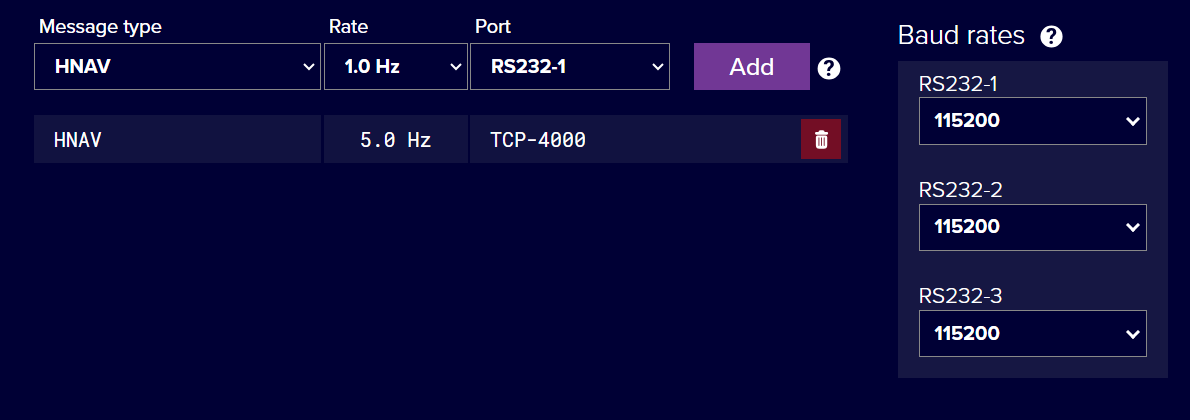 Message type Rate Port
HNAV 1.0 Hz RS232-1 Add ?
HNAV 5.0 Hz TCP-4000
Baud rates ?
RS232-1
115200
RS232-2
115200
RS232-3
115200